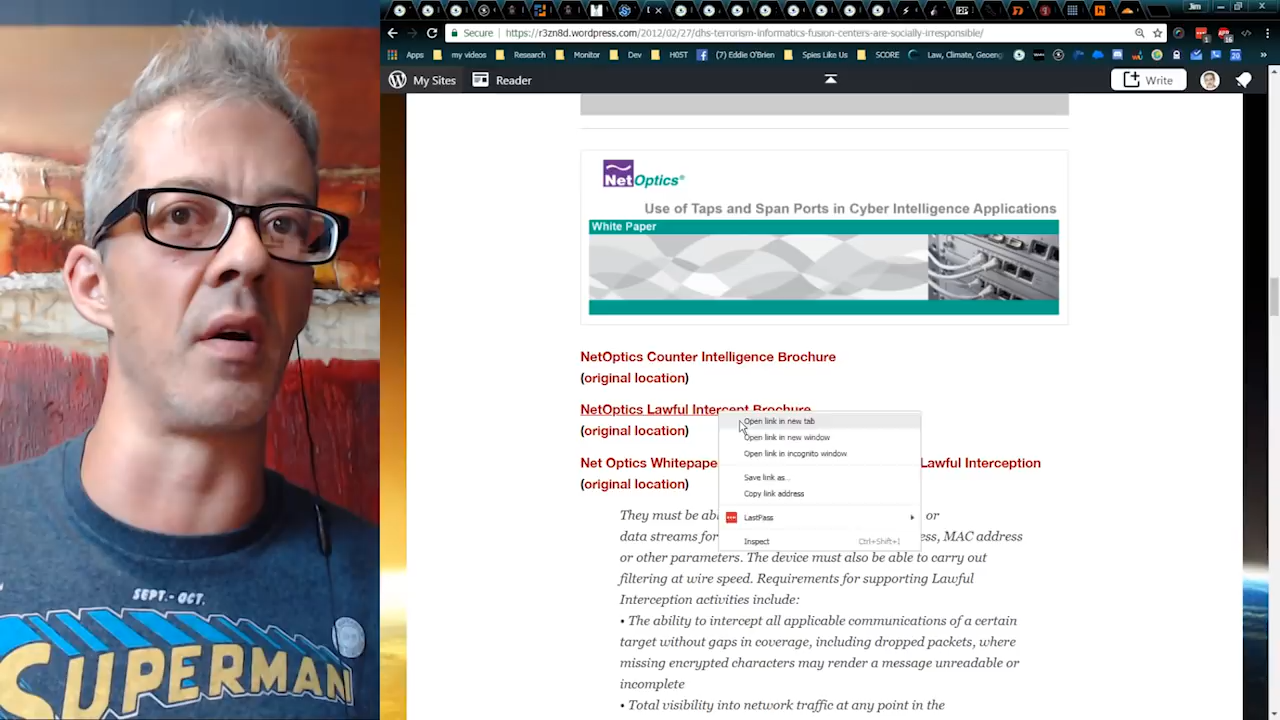 Jim
Secure
https://r3zn8d.wordpress.com/2012/02/27/dhs-terrorism-informatics-fusion-centers-are-socially-irresponsible/
Apps
my videos
Research
Monitor
Dev
H0ST
(7) Eddie O'Brien
Spies Like Us
SCORE
Law, Climate, Geoeng
My Sites
Reader
Write
NetOptics®
Use of Taps and Span Ports in Cyber Intelligence Applications
White Paper
NetOptics Counter Intelligence Brochure
(original location)
NetOptics Lawful Intercept Brochure
(original location)
Net Optics Whitepape
Lawful Interception
(original location)
Open link in new tab
Open link in new window
Open link in incognito window
Save link as...
Copy link address
LastPass
Inspect Ctrl+Shift+I
They must be ab
or
data streams for
ess, MAC address
or other parameters. The device must also be able to carry out
filtering at wire speed. Requirements for supporting Lawful
Interception activities include:
• The ability to intercept all applicable communications of a certain
target without gaps in coverage, including dropped packets, where
missing encrypted characters may render a message unreadable or
incomplete
• Total visibility into network traffic at any point in the
SEPT.-OCT.
SUPERMAN